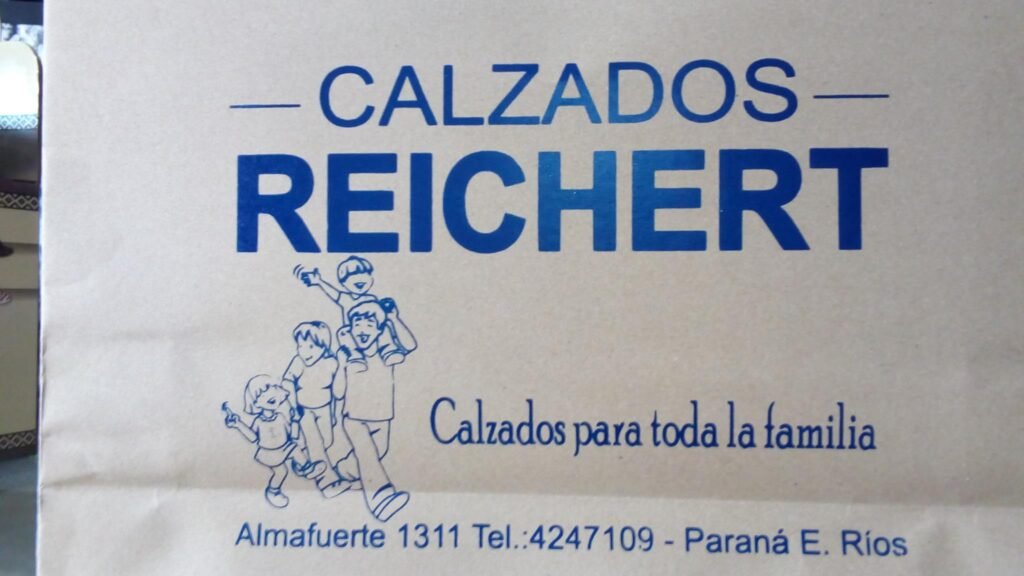 CALZADOS
REICHERT
Calzados para toda la familia
Almafuerte 1311 Tel.:4247109 - Paraná E. Ríos